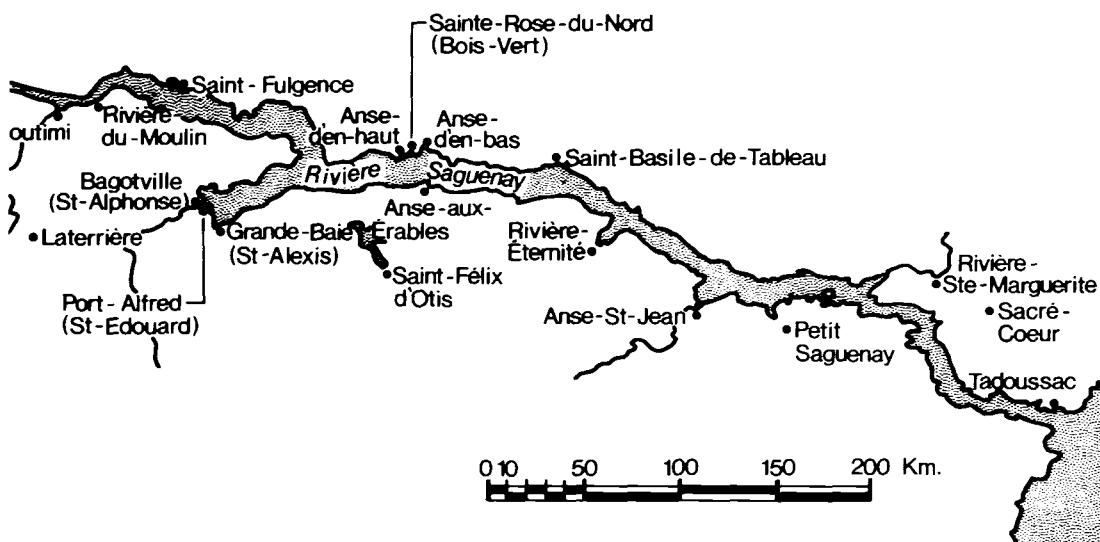 Sainte-Rose-du-Nord
(Bois-Vert)
Saint-Fulgence
outimi
Rivière
du-Moulin
Anse-
d'en-haut
Anse-
d'en-bas
Saint-Basile-de-Tableau
Rivière Saguenay
Bagotville
(St-Alphonse)
Laterrière
Grande-Baie
(St-Alexis)
Anse-aux-
Érables
Rivière-
Éternité
Saint-Félix
d'Otis
Port-Alfred
(St-Edouard)
Anse-St-Jean
Petit
Saguenay
Rivière-
Ste-Marguerite
Sacré-
Coeur
Tadoussac
0 10 50 100 150 200 Km.